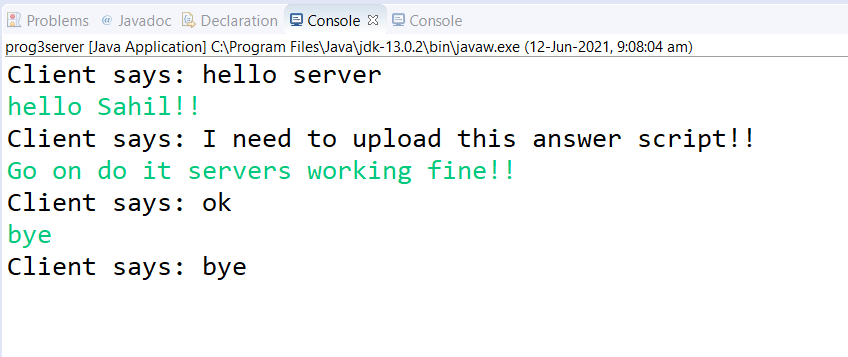 Problems @ Javadoc Declaration Console Console
prog3server [Java Application] C:\Program Files\Java\jdk-13.0.2\bin\javaw.exe (12-Jun-2021, 9:08:04 am)
Client says: hello server
hello Sahil!!
Client says: I need to upload this answer script!!
Go on do it servers working fine!!
Client says: ok
bye
Client says: bye